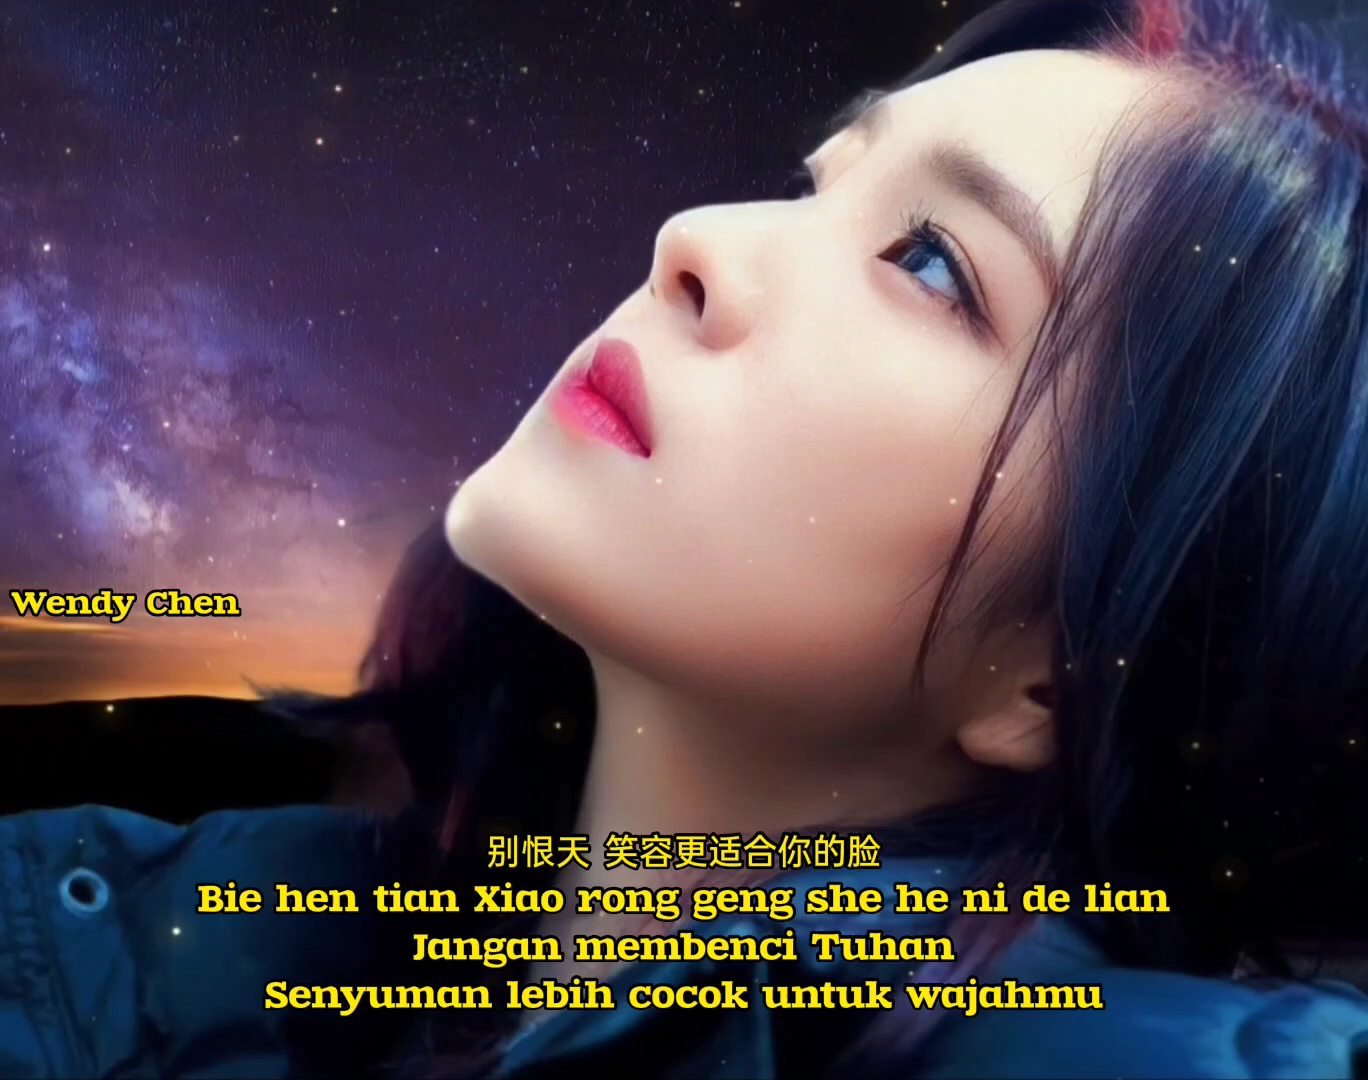 Wendy Chen
别恨天 笑容更适合你的脸
Bie hen tian Xiao rong geng she he ni de lian
Jangan membenci Tuhan
Senyuman lebih cocok untuk wajahmu